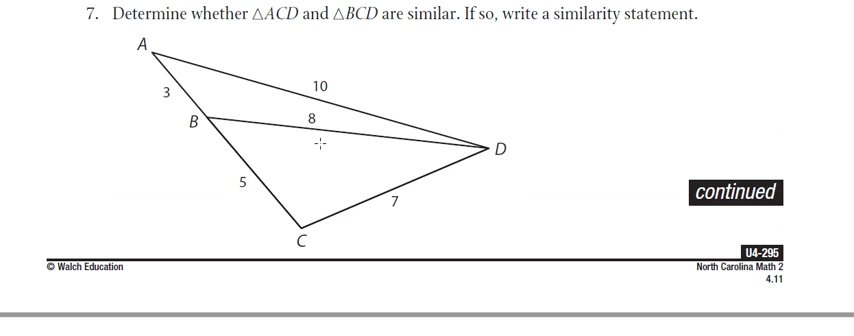 7. Determine whether △ACD and △BCD are similar. If so, write a similarity statement.
A
10
3
8
B
D
5
continued
7
C
U4-295
© Walch Education
North Carolina Math 2
4.11